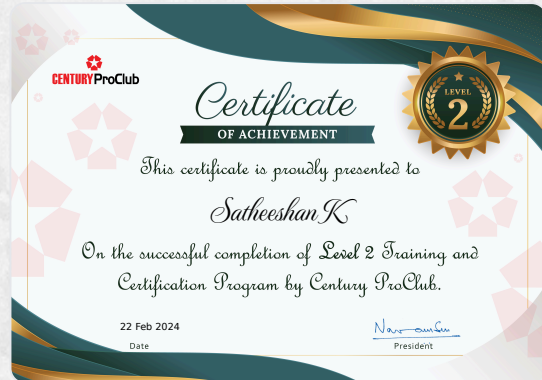 CENTURY ProClub
LEVEL
2
Certificate
OF ACHIEVEMENT
This certificate is proudly presented to
Satheeshan K
On the successful completion of Level 2 Training and
Certification Program by Century ProClub.
22 Feb 2024
Date
President